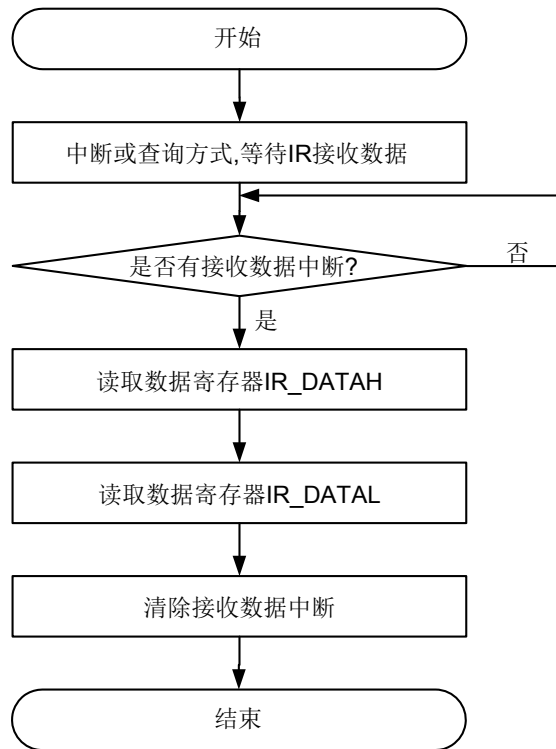 开始
中断或查询方式,等待IR接收数据
是否有接收数据中断?
否
是
读取数据寄存器IR_DATAH
读取数据寄存器IR_DATAL
清除接收数据中断
结束